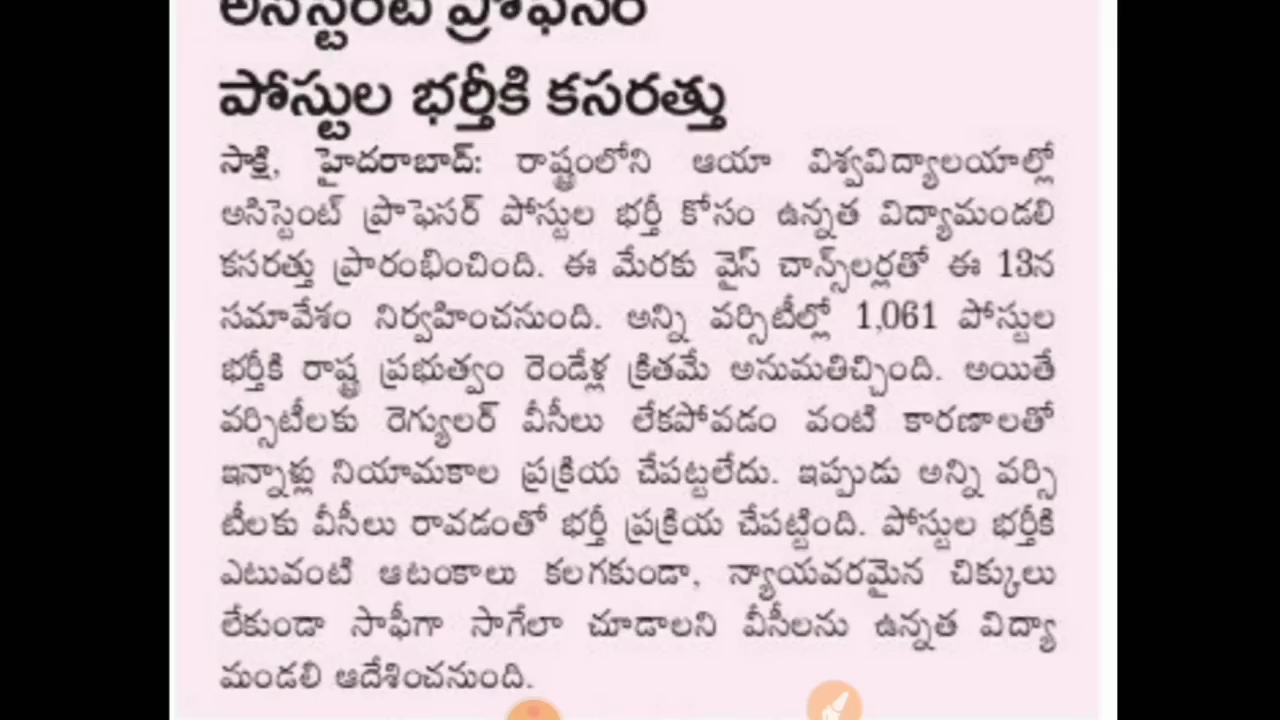 అసిస్టెంట్ ప్రొఫెసర్
పోస్టుల భర్తీకి కసరత్తు
సాక్షి, హైదరాబాద్: రాష్ట్రంలోని ఆయా విశ్వవిద్యాలయాల్లో
అసిస్టెంట్ ప్రొఫెసర్ పోస్టుల భర్తీ కోసం ఉన్నత విద్యామండలి
కసరత్తు ప్రారంభించింది. ఈ మేరకు వైస్ చాన్స్‌లర్లతో ఈ 13న
సమావేశం నిర్వహించనుంది. అన్ని వర్సిటీల్లో 1,061 పోస్టుల
భర్తీకి రాష్ట్ర ప్రభుత్వం రెండేళ్ల క్రితమే అనుమతిచ్చింది. అయితే
వర్సిటీలకు రెగ్యులర్ వీసీలు లేకపోవడం వంటి కారణాలతో
ఇన్నాళ్లు నియామకాల ప్రక్రియ చేపట్టలేదు. ఇప్పుడు అన్ని వర్సి
టీలకు వీసీలు రావడంతో భర్తీ ప్రక్రియ చేపట్టింది. పోస్టుల భర్తీకి
ఎటువంటి ఆటంకాలు కలగకుండా, న్యాయవరమైన చిక్కులు
లేకుండా సాఫీగా సాగేలా చూడాలని వీసీలను ఉన్నత విద్యా
మండలి ఆదేశించనుంది.